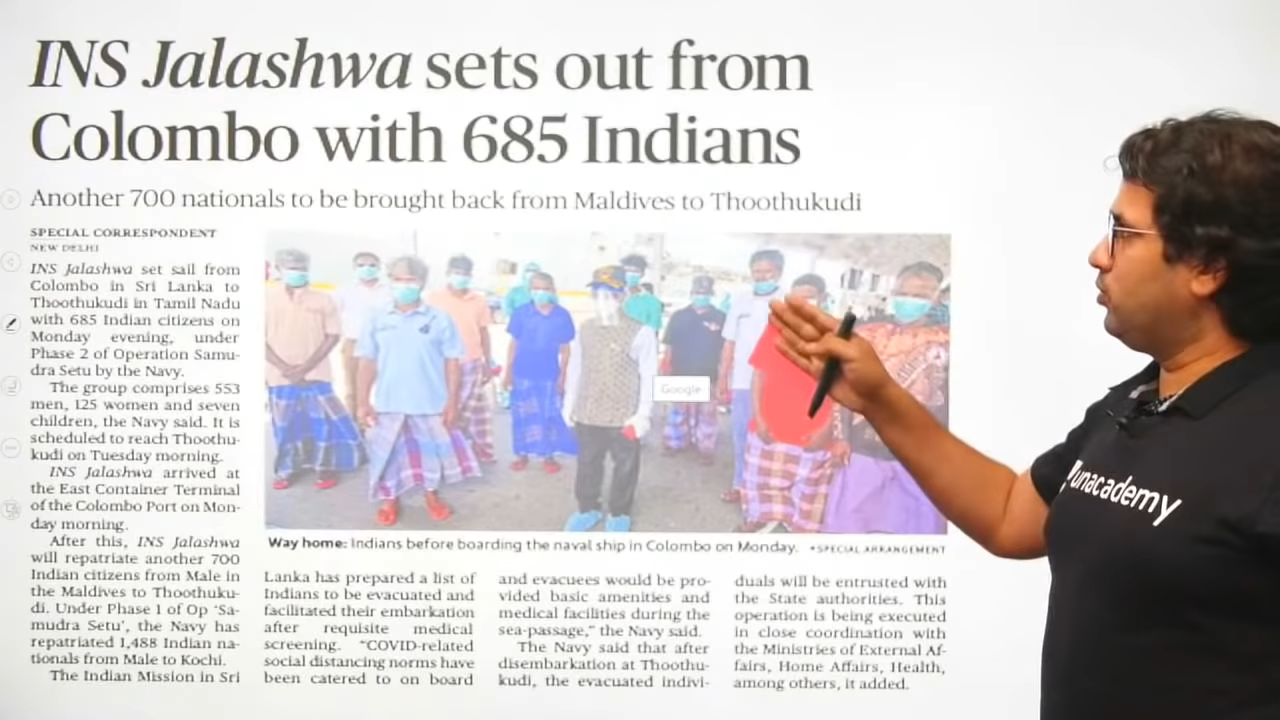 INS Jalashwa sets out from
Colombo with 685 Indians
Another 700 nationals to be brought back from Maldives to Thoothukudi
SPECIAL CORRESPONDENT
NEW DELHI
INS Jalashwa set sail from
Colombo in Sri Lanka to
Thoothukudi in Tamil Nadu
with 685 Indian citizens on
Monday evening, under
Phase 2 of Operation Samu-
dra Setu by the Navy.
The group comprises 553
men, 125 women and seven
children, the Navy said. It is
scheduled to reach Thoothu-
kudi on Tuesday morning.
INS Jalashwa arrived at
the East Container Terminal
of the Colombo Port on Mon-
day morning.
After this, INS Jalashwa
will repatriate another 700
Indian citizens from Male in
the Maldives to Thoothuku-
di. Under Phase 1 of Op ‘Sa-
mudra Setu’, the Navy has
repatriated 1,488 Indian na-
tionals from Male to Kochi.
The Indian Mission in Sri
Google
Way home: Indians before boarding the naval ship in Colombo on Monday. •SPECIAL ARRANGEMENT
Lanka has prepared a list of
Indians to be evacuated and
facilitated their embarkation
after requisite medical
screening. “COVID-related
social distancing norms have
been catered to on board
and evacuees would be pro-
vided basic amenities and
medical facilities during the
sea-passage,” the Navy said.
The Navy said that after
disembarkation at Thoothu-
kudi, the evacuated indivi-
duals will be entrusted with
the State authorities. This
operation is being executed
in close coordination with
the Ministries of External Af-
fairs, Home Affairs, Health,
among others, it added.
unacademy